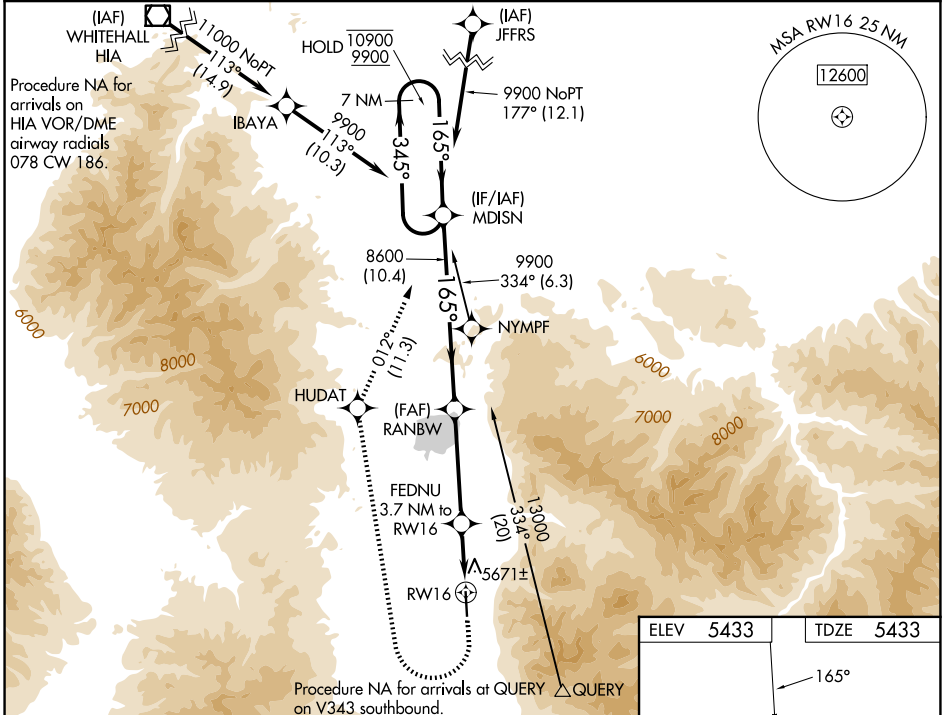 (IAF)
WHITEHALL
HIA
11000 NoPT
113°
(14.9)
Procedure NA for
arrivals on
HIA VOR/DME
airway radials
078 CW 186.
IBAYA
9900
113°
(10.3)
HOLD 10900
9900
7 NM
345°
165°
(IAF)
JFFRS
9900 NoPT
177° (12.1)
(IF/IAF)
MDISN
MSA RW16 25 NM
12600
8600
(10.4)
165°
9900
334° (6.3)
NYMPF
012°
(11.3)
HUDAT
(FAF)
RANBW
6000
8000
7000
6000
7000
8000
FEDNU
3.7 NM to
RW16
13000
334°
(20)
5671±
RW16
Procedure NA for arrivals at QUERY
on V343 southbound.
QUERY
ELEV 5433
TDZE 5433
165°